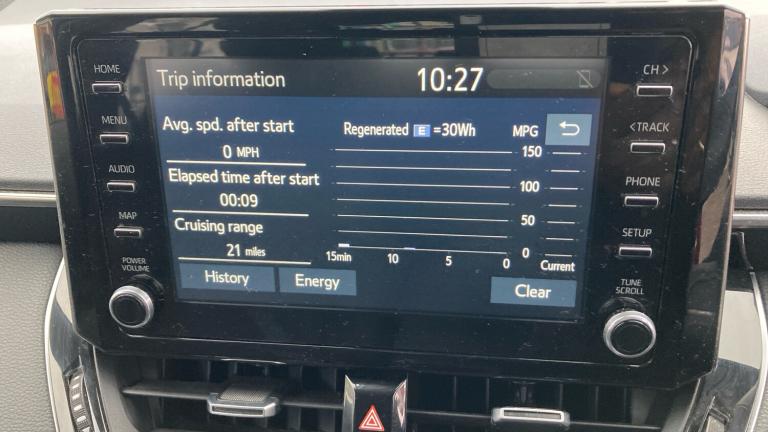 HOME
MENU
AUDIO
MAP
POWER
VOLUME
Trip information 10:27
Avg. spd. after start
0 MPH
Elapsed time after start
00:09
Cruising range
21 miles
Regenerated E =30Wh MPG
150
100
50
0
15min 10 5 0 Current
History Energy Clear
CH >
< TRACK
PHONE
SETUP
TUNE
SCROLL